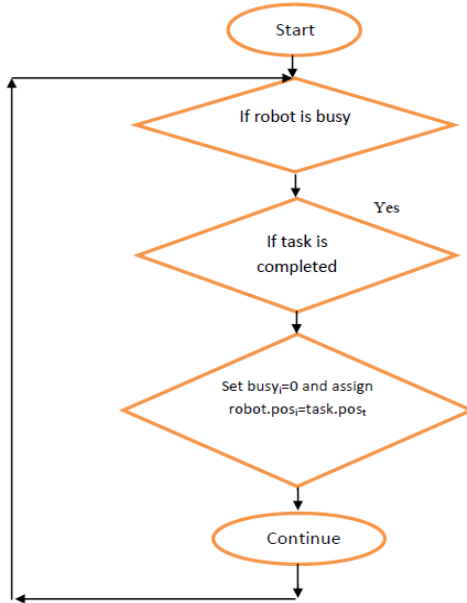 Start
If robot is busy
Yes
If task is
completed
Set busyᵢ=0 and assign
robot.posᵢ=task.posₜ
Continue